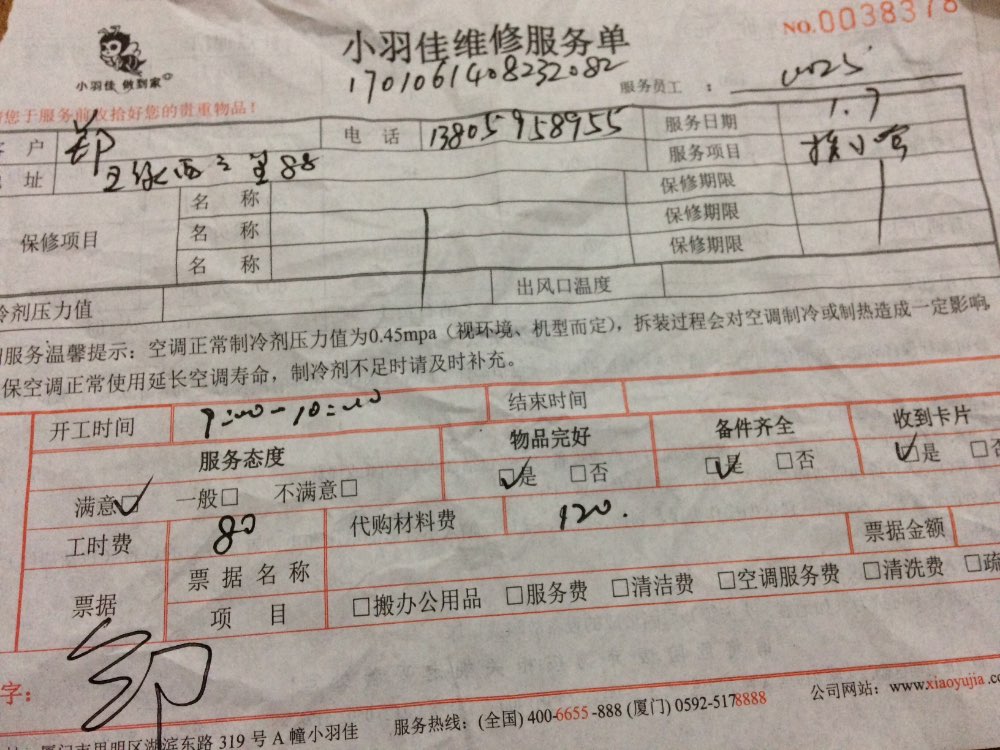 小羽佳维修服务单
NO.0038378
小羽佳 做到家
1701061408232082
服务员工：
您于服务前收拾好您的贵重物品！
户 郑 电话 13805958955 服务日期 1.7
址 服务项目
保修项目 名称 保修期限
名称 保修期限
名称 保修期限
冷剂压力值 出风口温度
服务温馨提示：空调正常制冷剂压力值为0.45mpa（视环境、机型而定），拆装过程会对空调制冷或制热造成一定影响，
保空调正常使用延长空调寿命，制冷剂不足时请及时补充。
开工时间 9:00-10:00 结束时间
服务态度 物品完好 备件齐全 收到卡片
满意☑ 一般□ 不满意□ ☑是 □否 ☑是 □否 ☑是 □否
工时费 80 代购材料费 120.
票据 票据名称 票据金额
项目 □搬办公用品 □服务费 □清洁费 □空调服务费 □清洗费 □疏
字：
公司网站：www.xiaoyujia.co
服务热线：(全国) 400-6655-888 (厦门) 0592-5178888
厦门市思明区湖滨东路 319 号 A 幢小羽佳